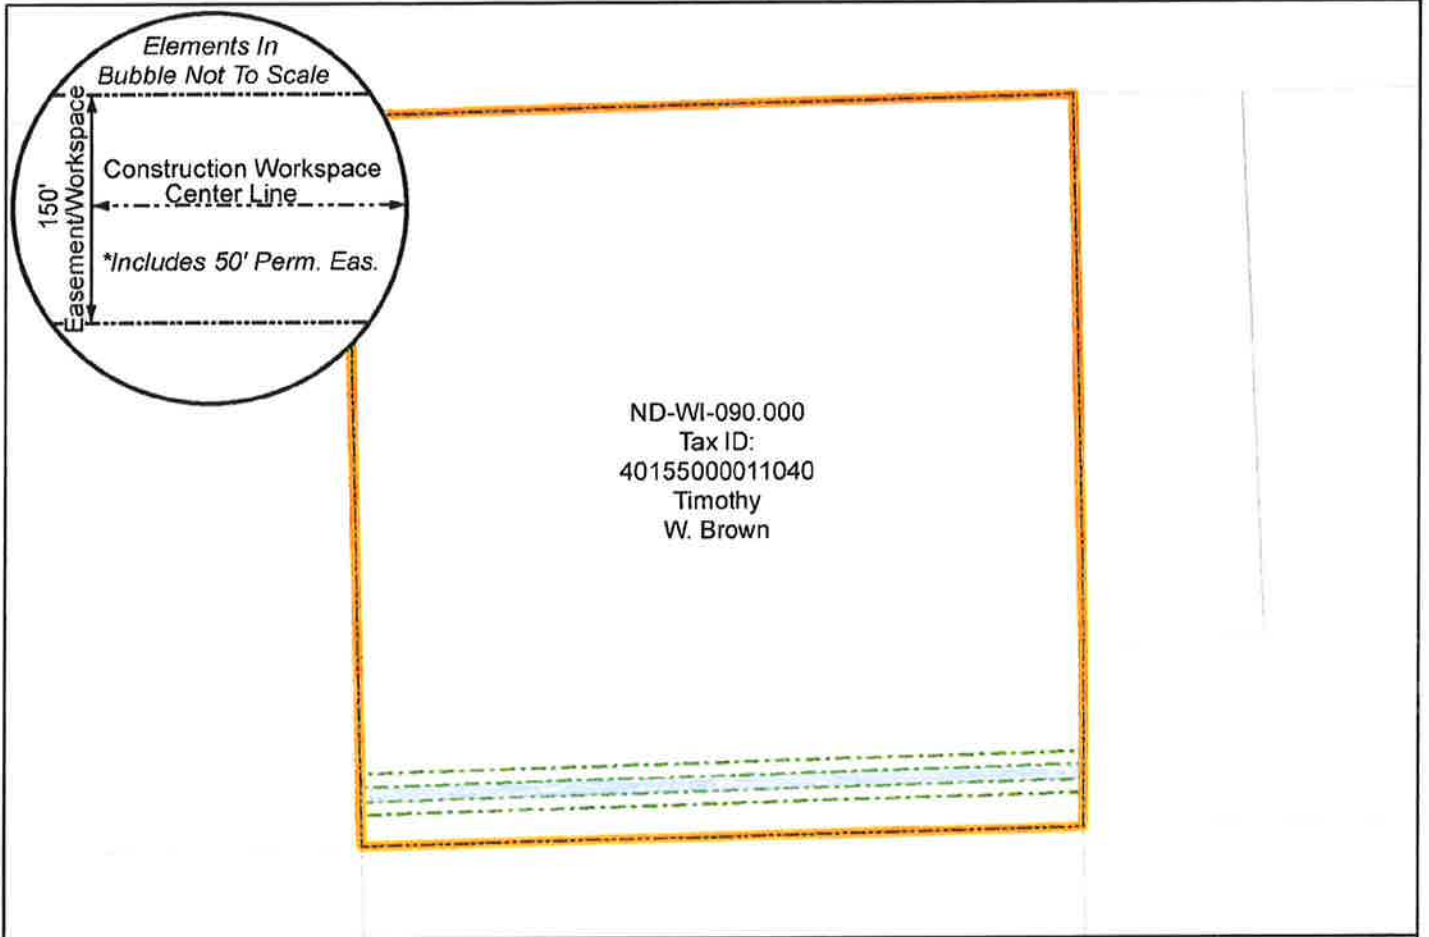 Elements In
Bubble Not To Scale
150'
Easement/Workspace
Construction Workspace
Center Line
*Includes 50' Perm. Eas.
ND-WI-090.000
Tax ID:
40155000011040
Timothy
W. Brown